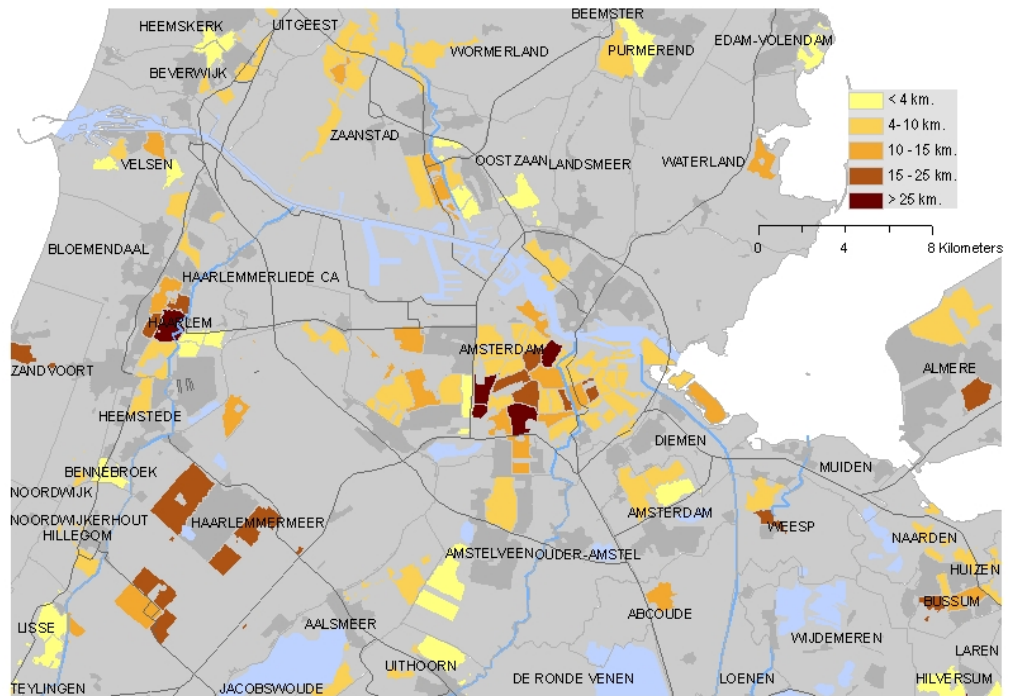 BEEMSTER
HEEMSKERK
UITGEEST
EDAM-VOLENDAM
WORMERLAND
PURMEREND
BEVERWIJK
< 4 km.
4-10 km.
10 - 15 km.
15 - 25 km.
> 25 km.
ZAANSTAD
OOSTZAAN
LANDSMEER
WATERLAND
VELSEN
0 4 8 Kilometers
BLOEMENDAAL
HAARLEMMERLIEDE CA
HAARLEM
AMSTERDAM
ZANDVOORT
ALMERE
HEEMSTEDE
DIEMEN
MUIDEN
BENNEBROEK
NOORDWIJK
AMSTERDAM
NOORDWIJKERHOUT
HAARLEMMERMEER
WEESP
HILLEGOM
NAARDEN
AMSTELVEEN
OUDER-AMSTEL
HUIZEN
BUSSUM
ABCOUDE
LISSE
AALSMEER
WIJDEMEREN
LAREN
UITHOORN
DE RONDE VENEN
LOENEN
HILVERSUM
TEYLINGEN
JACOBSWOUDE